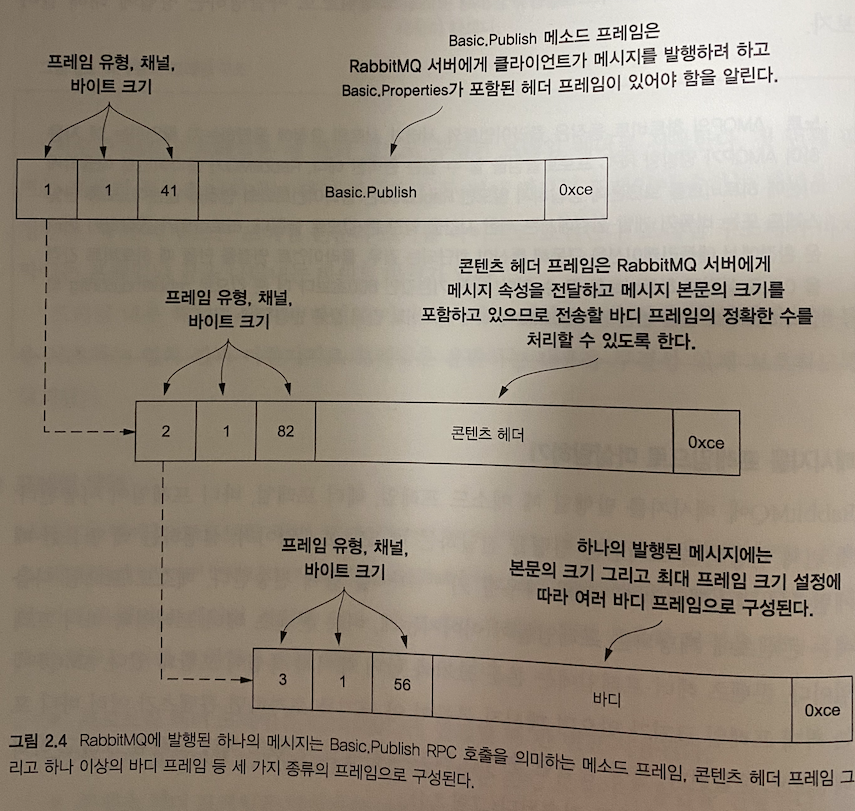 Basic.Publish 메소드 프레임은
RabbitMQ 서버에게 클라이언트가 메시지를 발행하려 하고
Basic.Properties가 포함된 헤더 프레임이 있어야 함을 알린다.
프레임 유형, 채널,
바이트 크기
1 1 41 Basic.Publish 0xce
콘텐츠 헤더 프레임은 RabbitMQ 서버에게
메시지 속성을 전달하고 메시지 본문의 크기를
포함하고 있으므로 전송할 바디 프레임의 정확한 수를
처리할 수 있도록 한다.
프레임 유형, 채널,
바이트 크기
2 1 82 콘텐츠 헤더 0xce
하나의 발행된 메시지에는
본문의 크기 그리고 최대 프레임 크기 설정에
따라 여러 바디 프레임으로 구성된다.
프레임 유형, 채널,
바이트 크기
3 1 56 바디 0xce
그림 2.4 RabbitMQ에 발행된 하나의 메시지는 Basic.Publish RPC 호출을 의미하는 메소드 프레임, 콘텐츠 헤더 프레임 그
리고 하나 이상의 바디 프레임 등 세 가지 종류의 프레임으로 구성된다.